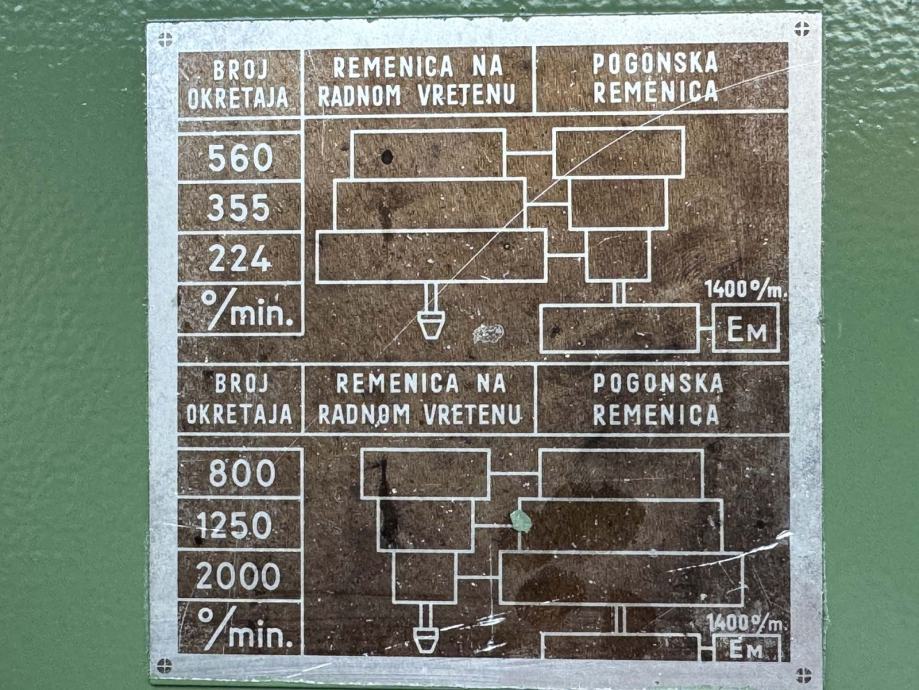 BROJ
OKRETAJA
REMENICA NA
RADNOM VRETENU
POGONSKA
REMENICA
560
355
224
°/min.
1400°/m.
EM
BROJ
OKRETAJA
REMENICA NA
RADNOM VRETENU
POGONSKA
REMENICA
800
1250
2000
°/min.
1400°/m.
EM